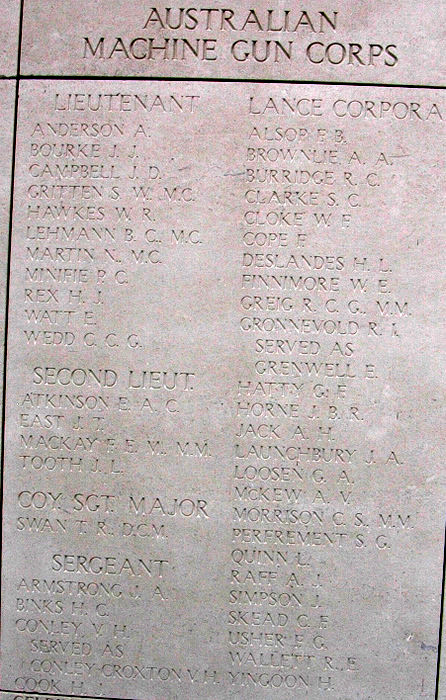 AUSTRALIAN
MACHINE GUN CORPS
LIEUTENANT
ANDERSON A.
BOURKE J. J.
CAMPBELL J. D.
GRITTEN S. W., M.C.
HAWKES W. R.
LEHMANN B. C., M.C.
MARTIN N., M.C.
MINIFIE P. C.
REX H. J.
WATT E.
WEDD C. C. G.
SECOND LIEUT.
ATKINSON E. A. C.
EAST J. T.
MACKAY F. E. M., M.M.
TOOTH J. L.
COY. SGT. MAJOR
SWAN T. R., D.C.M.
SERGEANT
ARMSTRONG J. A.
BINKS H. G.
CONLEY, V. H.
SERVED AS
CONLEY-CROXTON V. H.
COOK H. J.
LANCE CORPORA
ALSOP F. B.
BROWNLIE A. A.
BURRIDGE R. C.
CLARKE S. C.
CLOKE W. F.
COPE F.
DESLANDES H. L.
FINNIMORE W. E.
GREIG R. C. G., M.M.
GRONNEVOLD R. I.
SERVED AS
GRENWELL E.
HATTY G. F.
HORNE J. B. R.
JACK A. H.
LAUNCHBURY J. A.
LOOSEN G. A.
McKEW A. V.
MORRISON C. S., M.M.
PERFREMENT S. G.
QUINN L.
RAFF A. J.
SIMPSON J.
SKEAD C. F.
USHER F. G.
WALLETT R. E.
YINGOON H.